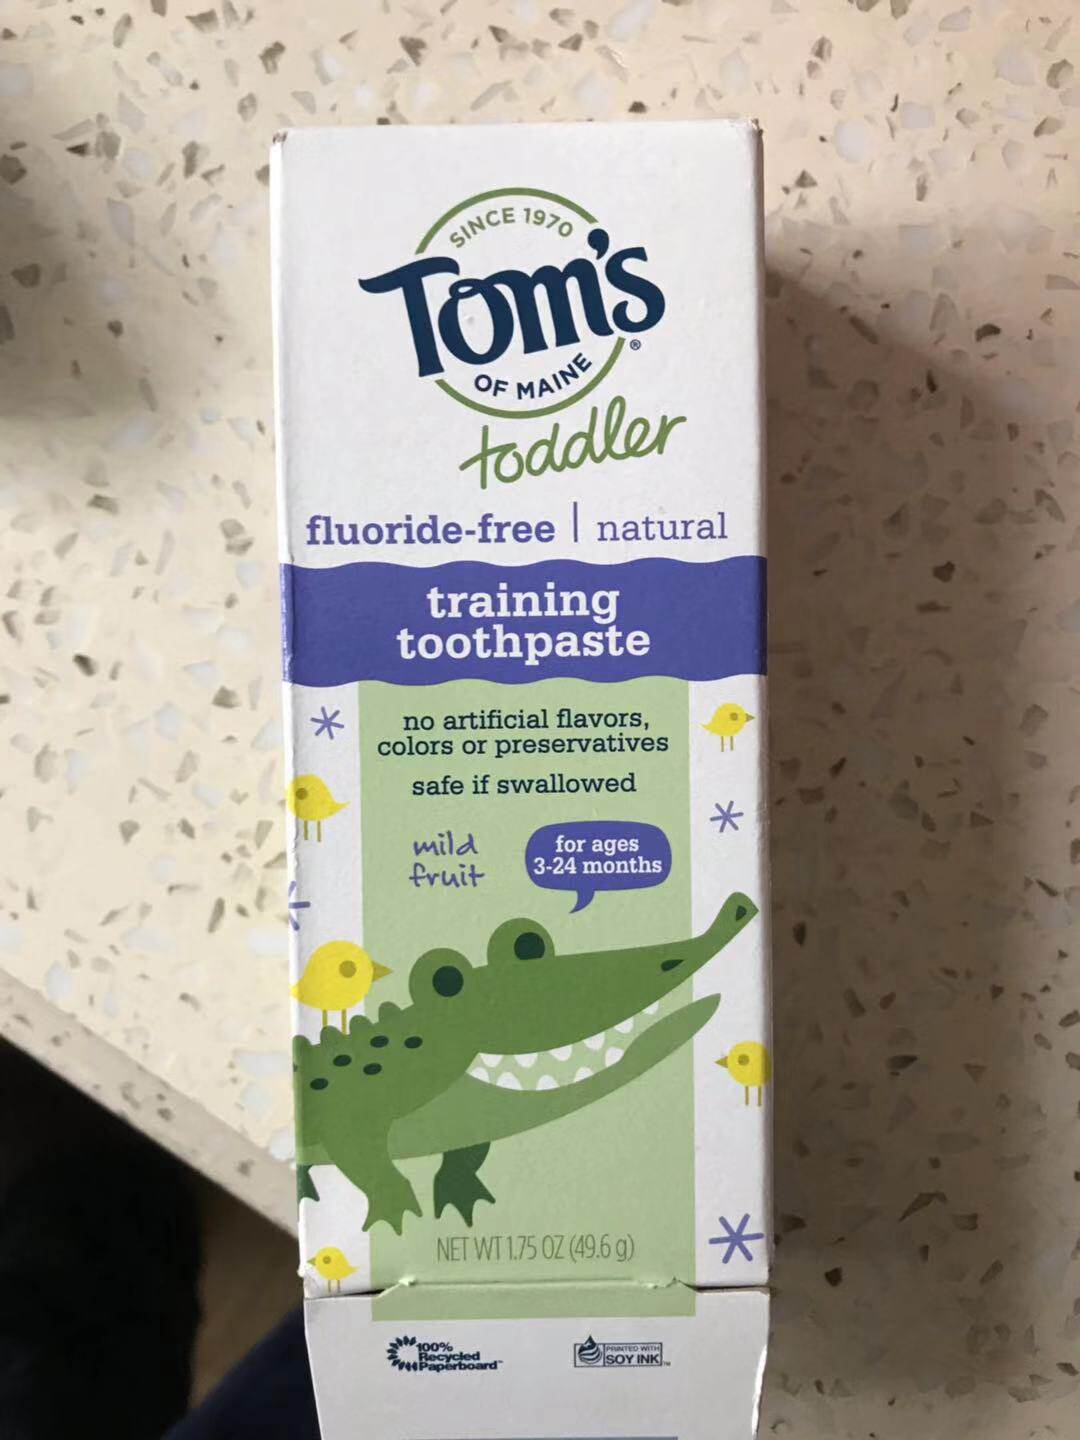 SINCE 1970
Tom's®
OF MAINE
toddler
fluoride-free | natural
training
toothpaste
no artificial flavors,
colors or preservatives
safe if swallowed
mild
fruit
for ages
3-24 months
NET WT 1.75 OZ (49.6 g)
100%
Recycled
Paperboard™
PRINTED WITH
SOY INK™